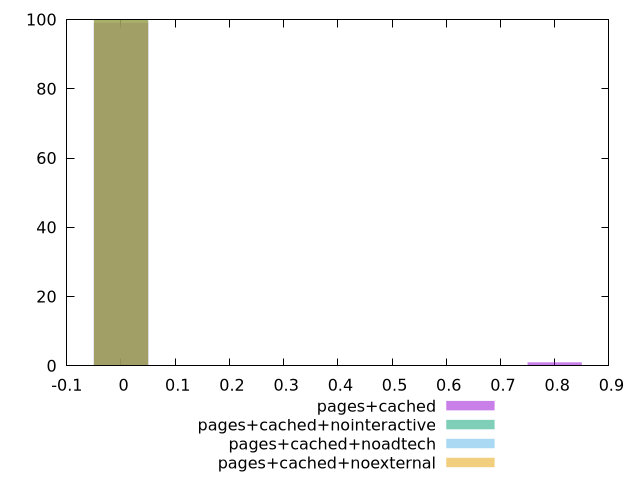 100
80
60
40
20
0
-0.1 0 0.1 0.2 0.3 0.4 0.5 0.6 0.7 0.8 0.9
pages+cached
pages+cached+nointeractive
pages+cached+noadtech
pages+cached+noexternal